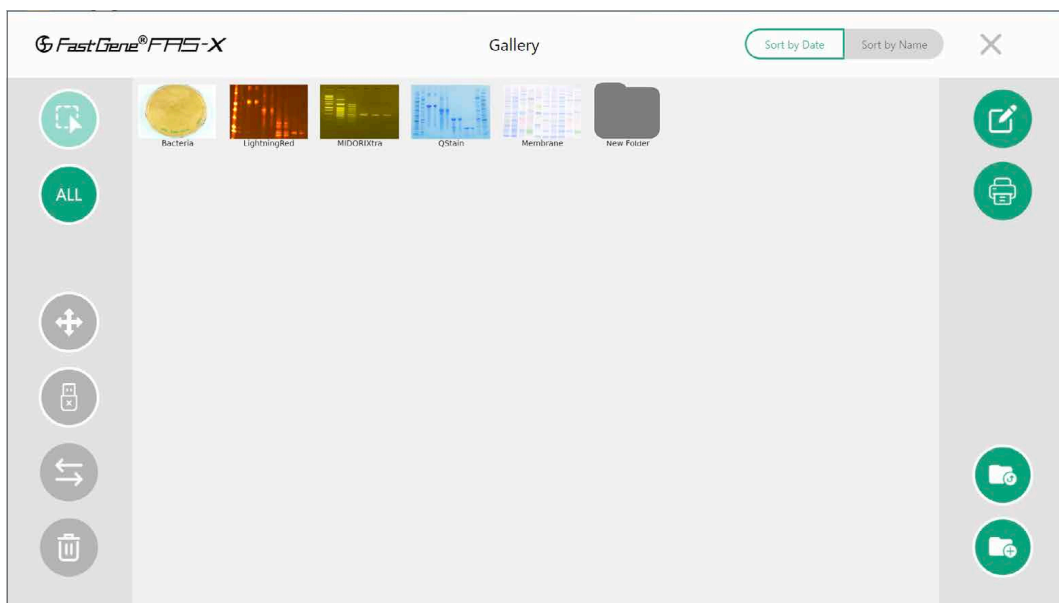 FastGene® FAS-X
Gallery
Sort by Date
Sort by Name
ALL
Bacteria
LightningRed
MIDORIXtra
QStain
Membrane
New Folder